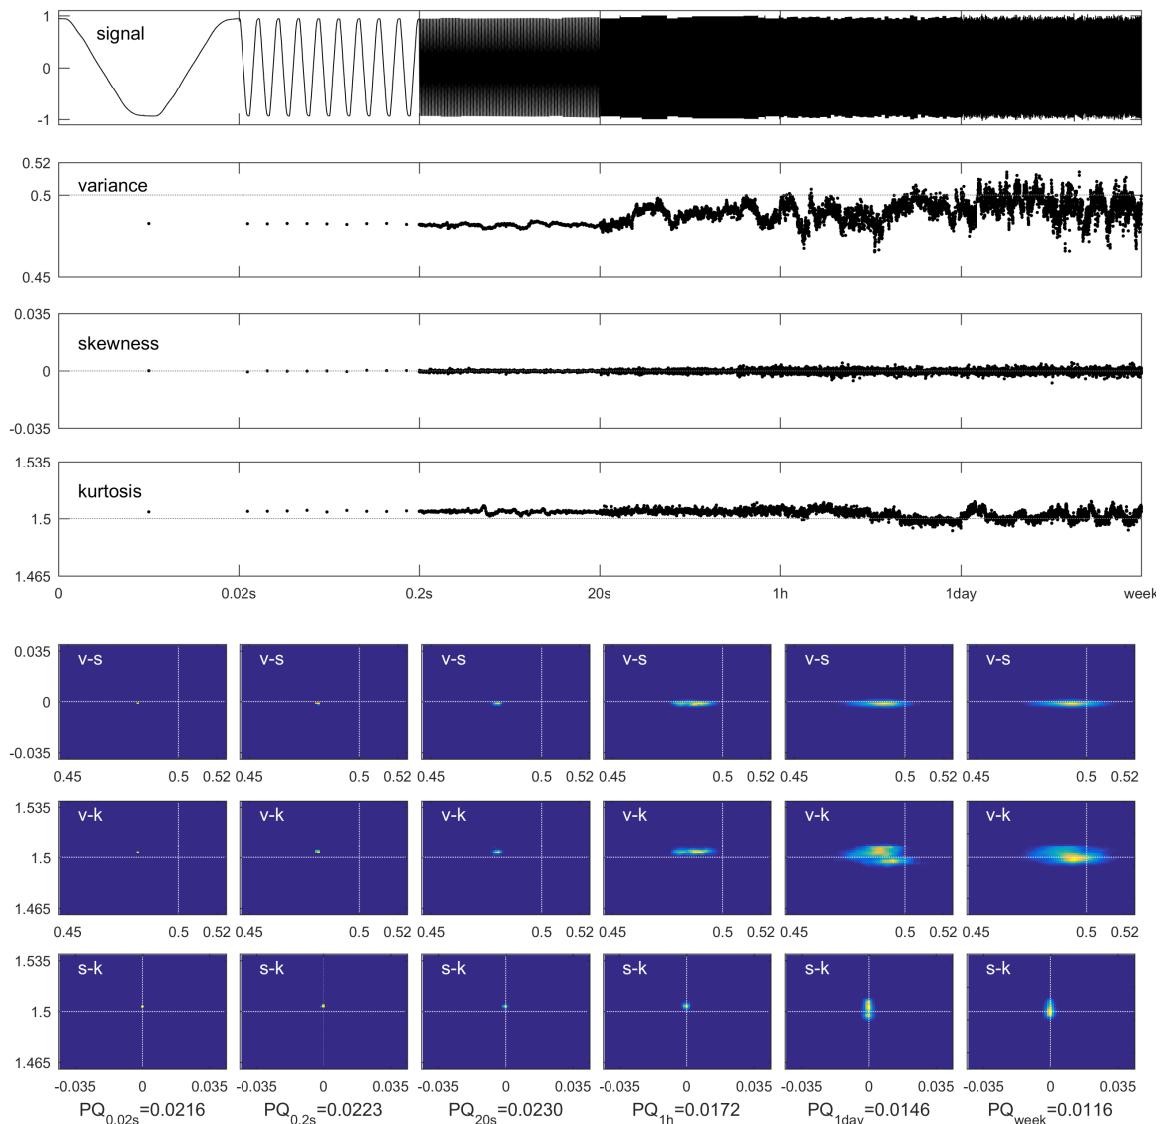 1
signal
0
-1
0.52
variance
0.5
0.45
0.035
skewness
0
-0.035
1.535
kurtosis
1.5
1.465
0 0.02s 0.2s 20s 1h 1day week
0.035 v-s v-s v-s v-s v-s v-s
0
-0.035
0.45 0.5 0.52 0.45 0.5 0.52 0.45 0.5 0.52 0.45 0.5 0.52 0.45 0.5 0.52 0.45 0.5 0.52
1.535 v-k v-k v-k v-k v-k v-k
1.5
1.465
0.45 0.5 0.52 0.45 0.5 0.52 0.45 0.5 0.52 0.45 0.5 0.52 0.45 0.5 0.52 0.45 0.5 0.52
1.535 s-k s-k s-k s-k s-k s-k
1.5
1.465
-0.035 0 0.035 -0.035 0 0.035 -0.035 0 0.035 -0.035 0 0.035 -0.035 0 0.035 -0.035 0 0.035
PQ0.02s=0.0216 PQ0.2s=0.0223 PQ20s=0.0230 PQ1h=0.0172 PQ1day=0.0146 PQweek=0.0116